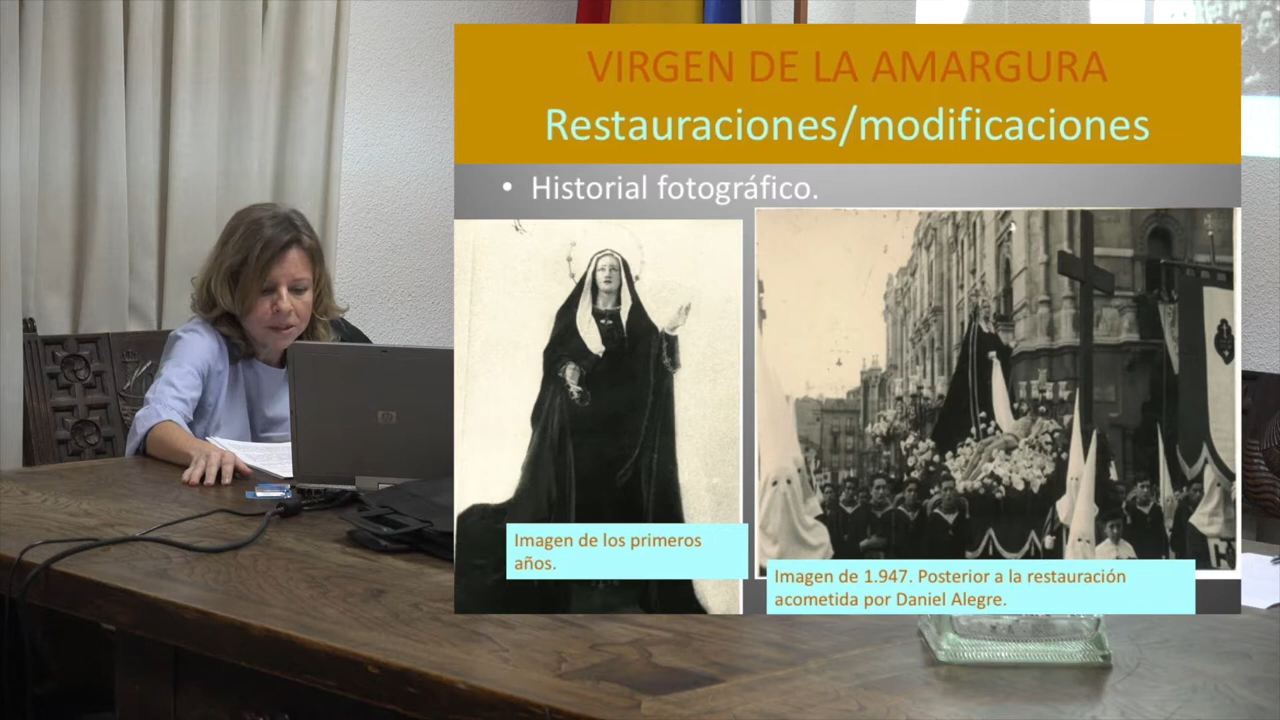 VIRGEN DE LA AMARGURA
Restauraciones/modificaciones
• Historial fotográfico.
Imagen de los primeros
años.
Imagen de 1.947. Posterior a la restauración
acometida por Daniel Alegre.
hp